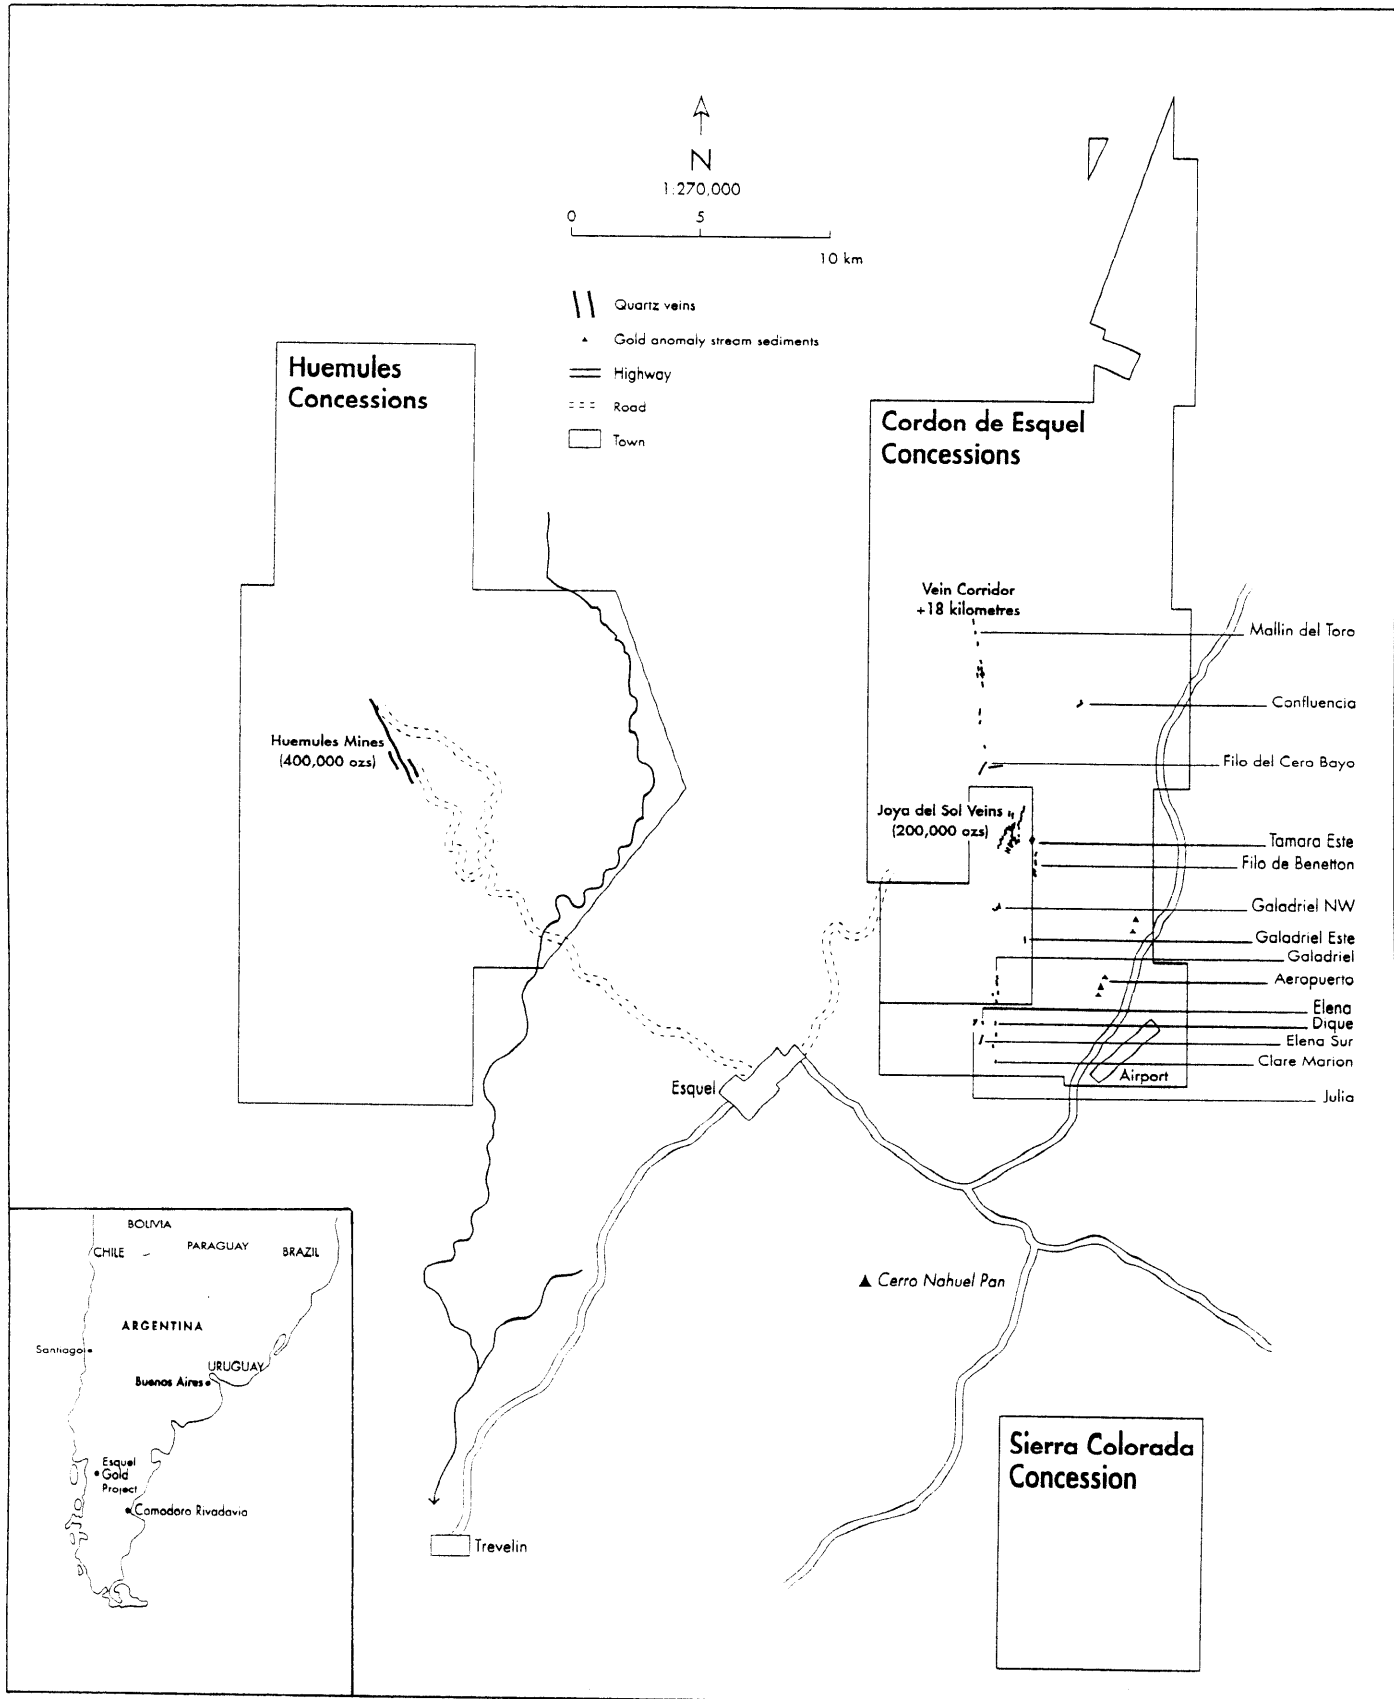 N
1:270,000
0 5
10 km
Quartz veins
Gold anomaly stream sediments
Highway
Road
Town
Huemules
Concessions
Cordon de Esquel
Concessions
Vein Corridor
+18 kilometres
Mallin del Toro
Confluencia
Huemules Mines
(400,000 ozs)
Filo del Cero Bayo
Joya del Sol Veins
(200,000 ozs)
Tamara Este
Filo de Benetton
Galadriel NW
Galadriel Este
Galadriel
Aeropuerto
Elena
Dique
Elena Sur
Clare Marion
Airport
Julia
Esquel
Cerro Nahuel Pan
Sierra Colorada
Concession
Trevelin
BOLIVIA
CHILE
PARAGUAY
BRAZIL
ARGENTINA
Santiago
URUGUAY
Buenos Aires
Esquel
Gold
Project
Comodoro Rivadavia